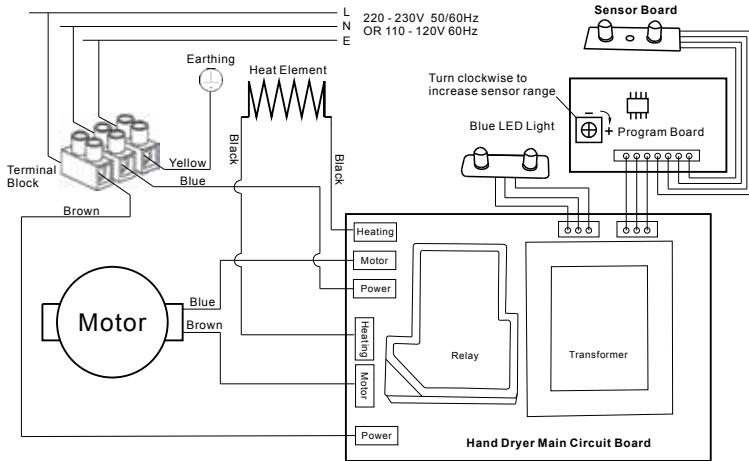 L
N
E
220 - 230V 50/60Hz
OR 110 - 120V 60Hz
Sensor Board
Earthing
Heat Element
Turn clockwise to
increase sensor range
−
+
Program Board
Blue LED Light
Black
Black
Terminal
Block
Yellow
Blue
Brown
Heating
Motor
Power
Heating
Motor
Power
Motor
Blue
Brown
Relay
Transformer
Hand Dryer Main Circuit Board